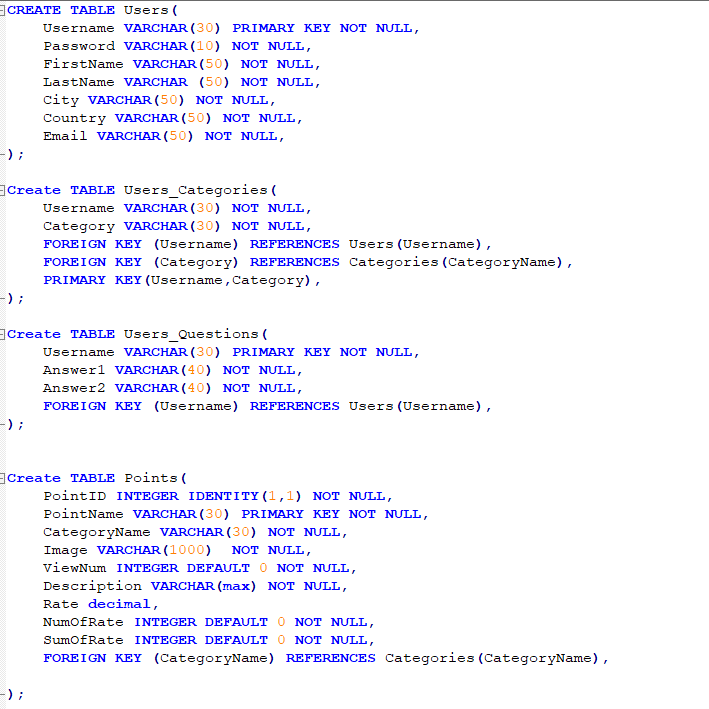 CREATE TABLE Users(
Username VARCHAR(30) PRIMARY KEY NOT NULL,
Password VARCHAR(10) NOT NULL,
FirstName VARCHAR(50) NOT NULL,
LastName VARCHAR (50) NOT NULL,
City VARCHAR(50) NOT NULL,
Country VARCHAR(50) NOT NULL,
Email VARCHAR(50) NOT NULL,
);
Create TABLE Users_Categories(
Username VARCHAR(30) NOT NULL,
Category VARCHAR(30) NOT NULL,
FOREIGN KEY (Username) REFERENCES Users(Username),
FOREIGN KEY (Category) REFERENCES Categories(CategoryName),
PRIMARY KEY(Username,Category),
);
Create TABLE Users_Questions(
Username VARCHAR(30) PRIMARY KEY NOT NULL,
Answer1 VARCHAR(40) NOT NULL,
Answer2 VARCHAR(40) NOT NULL,
FOREIGN KEY (Username) REFERENCES Users(Username),
);
Create TABLE Points(
PointID INTEGER IDENTITY(1,1) NOT NULL,
PointName VARCHAR(30) PRIMARY KEY NOT NULL,
CategoryName VARCHAR(30) NOT NULL,
Image VARCHAR(1000)  NOT NULL,
ViewNum INTEGER DEFAULT 0 NOT NULL,
Description VARCHAR(max) NOT NULL,
Rate decimal,
NumOfRate INTEGER DEFAULT 0 NOT NULL,
SumOfRate INTEGER DEFAULT 0 NOT NULL,
FOREIGN KEY (CategoryName) REFERENCES Categories(CategoryName),
);